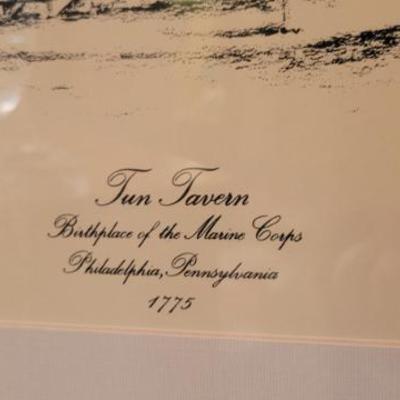 Tun Tavern
Birthplace of the Marine Corps
Philadelphia, Pennsylvania
1775